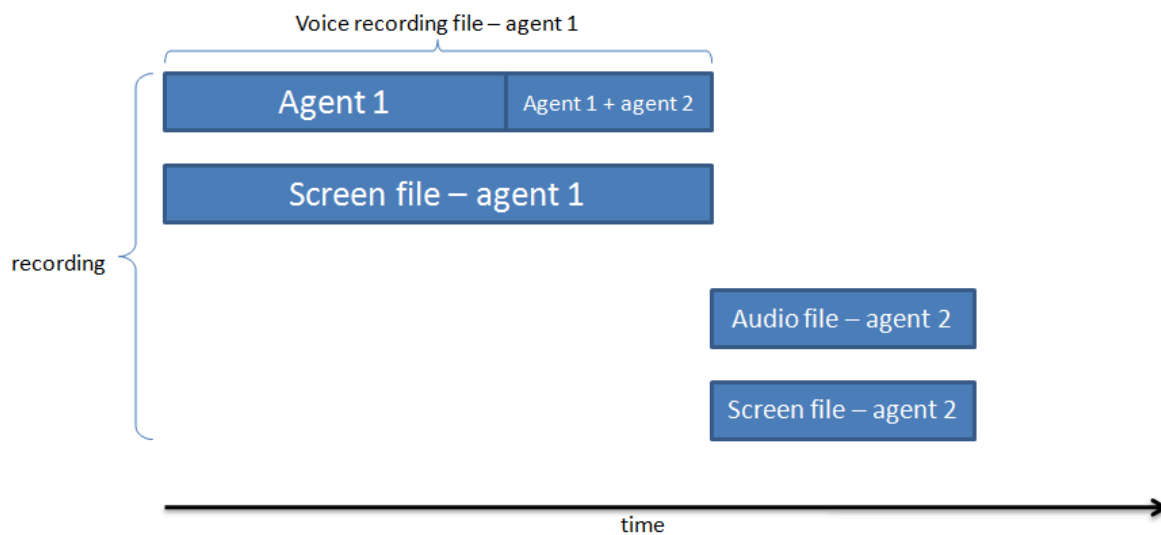 Voice recording file – agent 1
Agent 1
Agent 1 + agent 2
Screen file – agent 1
recording
Audio file – agent 2
Screen file – agent 2
time